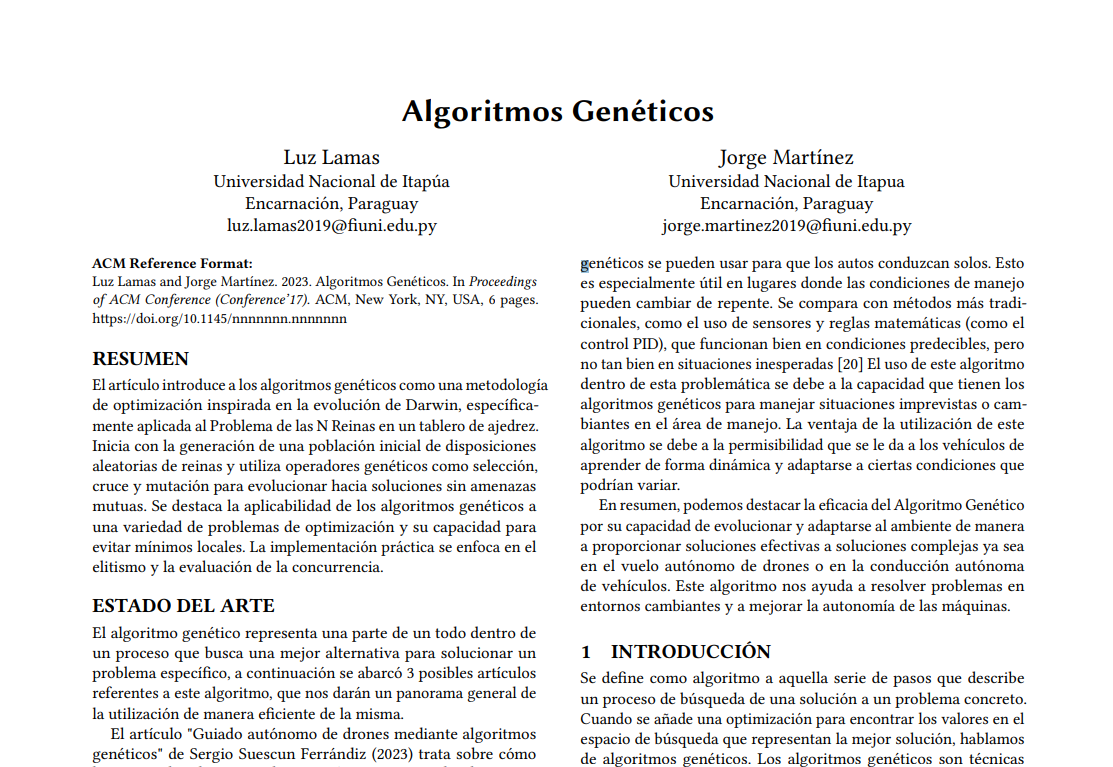 Algoritmos Genéticos
Luz Lamas
Universidad Nacional de Itapúa
Encarnación, Paraguay
luz.lamas2019@fiuni.edu.py
Jorge Martínez
Universidad Nacional de Itapua
Encarnación, Paraguay
jorge.martinez2019@fiuni.edu.py
ACM Reference Format:
Luz Lamas and Jorge Martínez. 2023. Algoritmos Genéticos. In Proceedings
of ACM Conference (Conference'17). ACM, New York, NY, USA, 6 pages.
https://doi.org/10.1145/nnnnnnn.nnnnnnn
RESUMEN
El artículo introduce a los algoritmos genéticos como una metodología
de optimización inspirada en la evolución de Darwin, específica-
mente aplicada al Problema de las N Reinas en un tablero de ajedrez.
Inicia con la generación de una población inicial de disposiciones
aleatorias de reinas y utiliza operadores genéticos como selección,
cruce y mutación para evolucionar hacia soluciones sin amenazas
mutuas. Se destaca la aplicabilidad de los algoritmos genéticos a
una variedad de problemas de optimización y su capacidad para
evitar mínimos locales. La implementación práctica se enfoca en el
elitismo y la evaluación de la concurrencia.
ESTADO DEL ARTE
El algoritmo genético representa una parte de un todo dentro de
un proceso que busca una mejor alternativa para solucionar un
problema específico, a continuación se abarcó 3 posibles artículos
referentes a este algoritmo, que nos darán un panorama general de
la utilización de manera eficiente de la misma.
El artículo "Guiado autónomo de drones mediante algoritmos
genéticos" de Sergio Suescun Ferrándiz (2023) trata sobre cómo
genéticos se pueden usar para que los autos conduzcan solos. Esto
es especialmente útil en lugares donde las condiciones de manejo
pueden cambiar de repente. Se compara con métodos más tradi-
cionales, como el uso de sensores y reglas matemáticas (como el
control PID), que funcionan bien en condiciones predecibles, pero
no tan bien en situaciones inesperadas [20] El uso de este algoritmo
dentro de esta problemática se debe a la capacidad que tienen los
algoritmos genéticos para manejar situaciones imprevistas o cam-
biantes en el área de manejo. La ventaja de la utilización de este
algoritmo se debe a la permisibilidad que se le da a los vehículos de
aprender de forma dinámica y adaptarse a ciertas condiciones que
podrían variar.
En resumen, podemos destacar la eficacia del Algoritmo Genético
por su capacidad de evolucionar y adaptarse al ambiente de manera
a proporcionar soluciones efectivas a soluciones complejas ya sea
en el vuelo autónomo de drones o en la conducción autónoma
de vehículos. Este algoritmo nos ayuda a resolver problemas en
entornos cambiantes y a mejorar la autonomía de las máquinas.
1 INTRODUCCIÓN
Se define como algoritmo a aquella serie de pasos que describe
un proceso de búsqueda de una solución a un problema concreto.
Cuando se añade una optimización para encontrar los valores en el
espacio de búsqueda que representan la mejor solución, hablamos
de algoritmos genéticos. Los algoritmos genéticos son técnicas